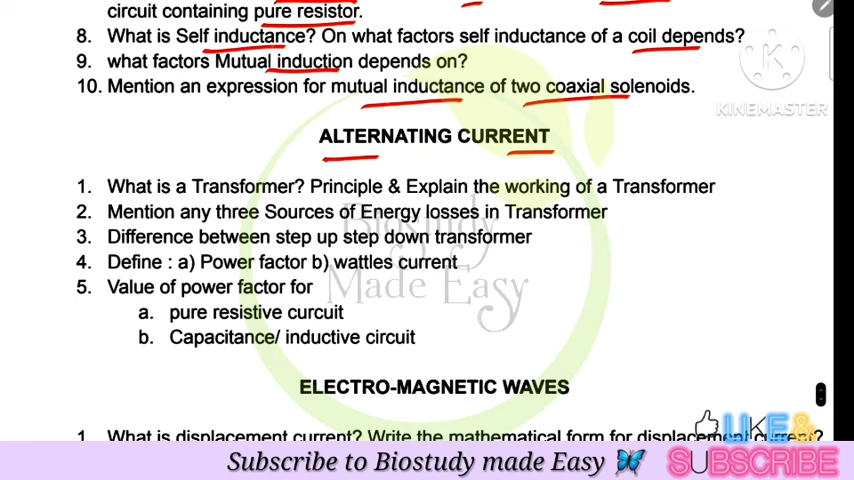 circuit containing pure resistor.
8. What is Self inductance? On what factors self inductance of a coil depends?
9. what factors Mutual induction depends on?
10. Mention an expression for mutual inductance of two coaxial solenoids.
KINEMASTER
ALTERNATING CURRENT
1. What is a Transformer? Principle & Explain the working of a Transformer
2. Mention any three Sources of Energy losses in Transformer
3. Difference between step up step down transformer
4. Define : a) Power factor b) wattles current
5. Value of power factor for
a. pure resistive curcuit
b. Capacitance/ inductive circuit
Biostudy
Made Easy
ELECTRO-MAGNETIC WAVES
1. What is displacement current? Write the mathematical form for displacement current?
LIKE &
SUBSCRIBE
Subscribe to Biostudy made Easy